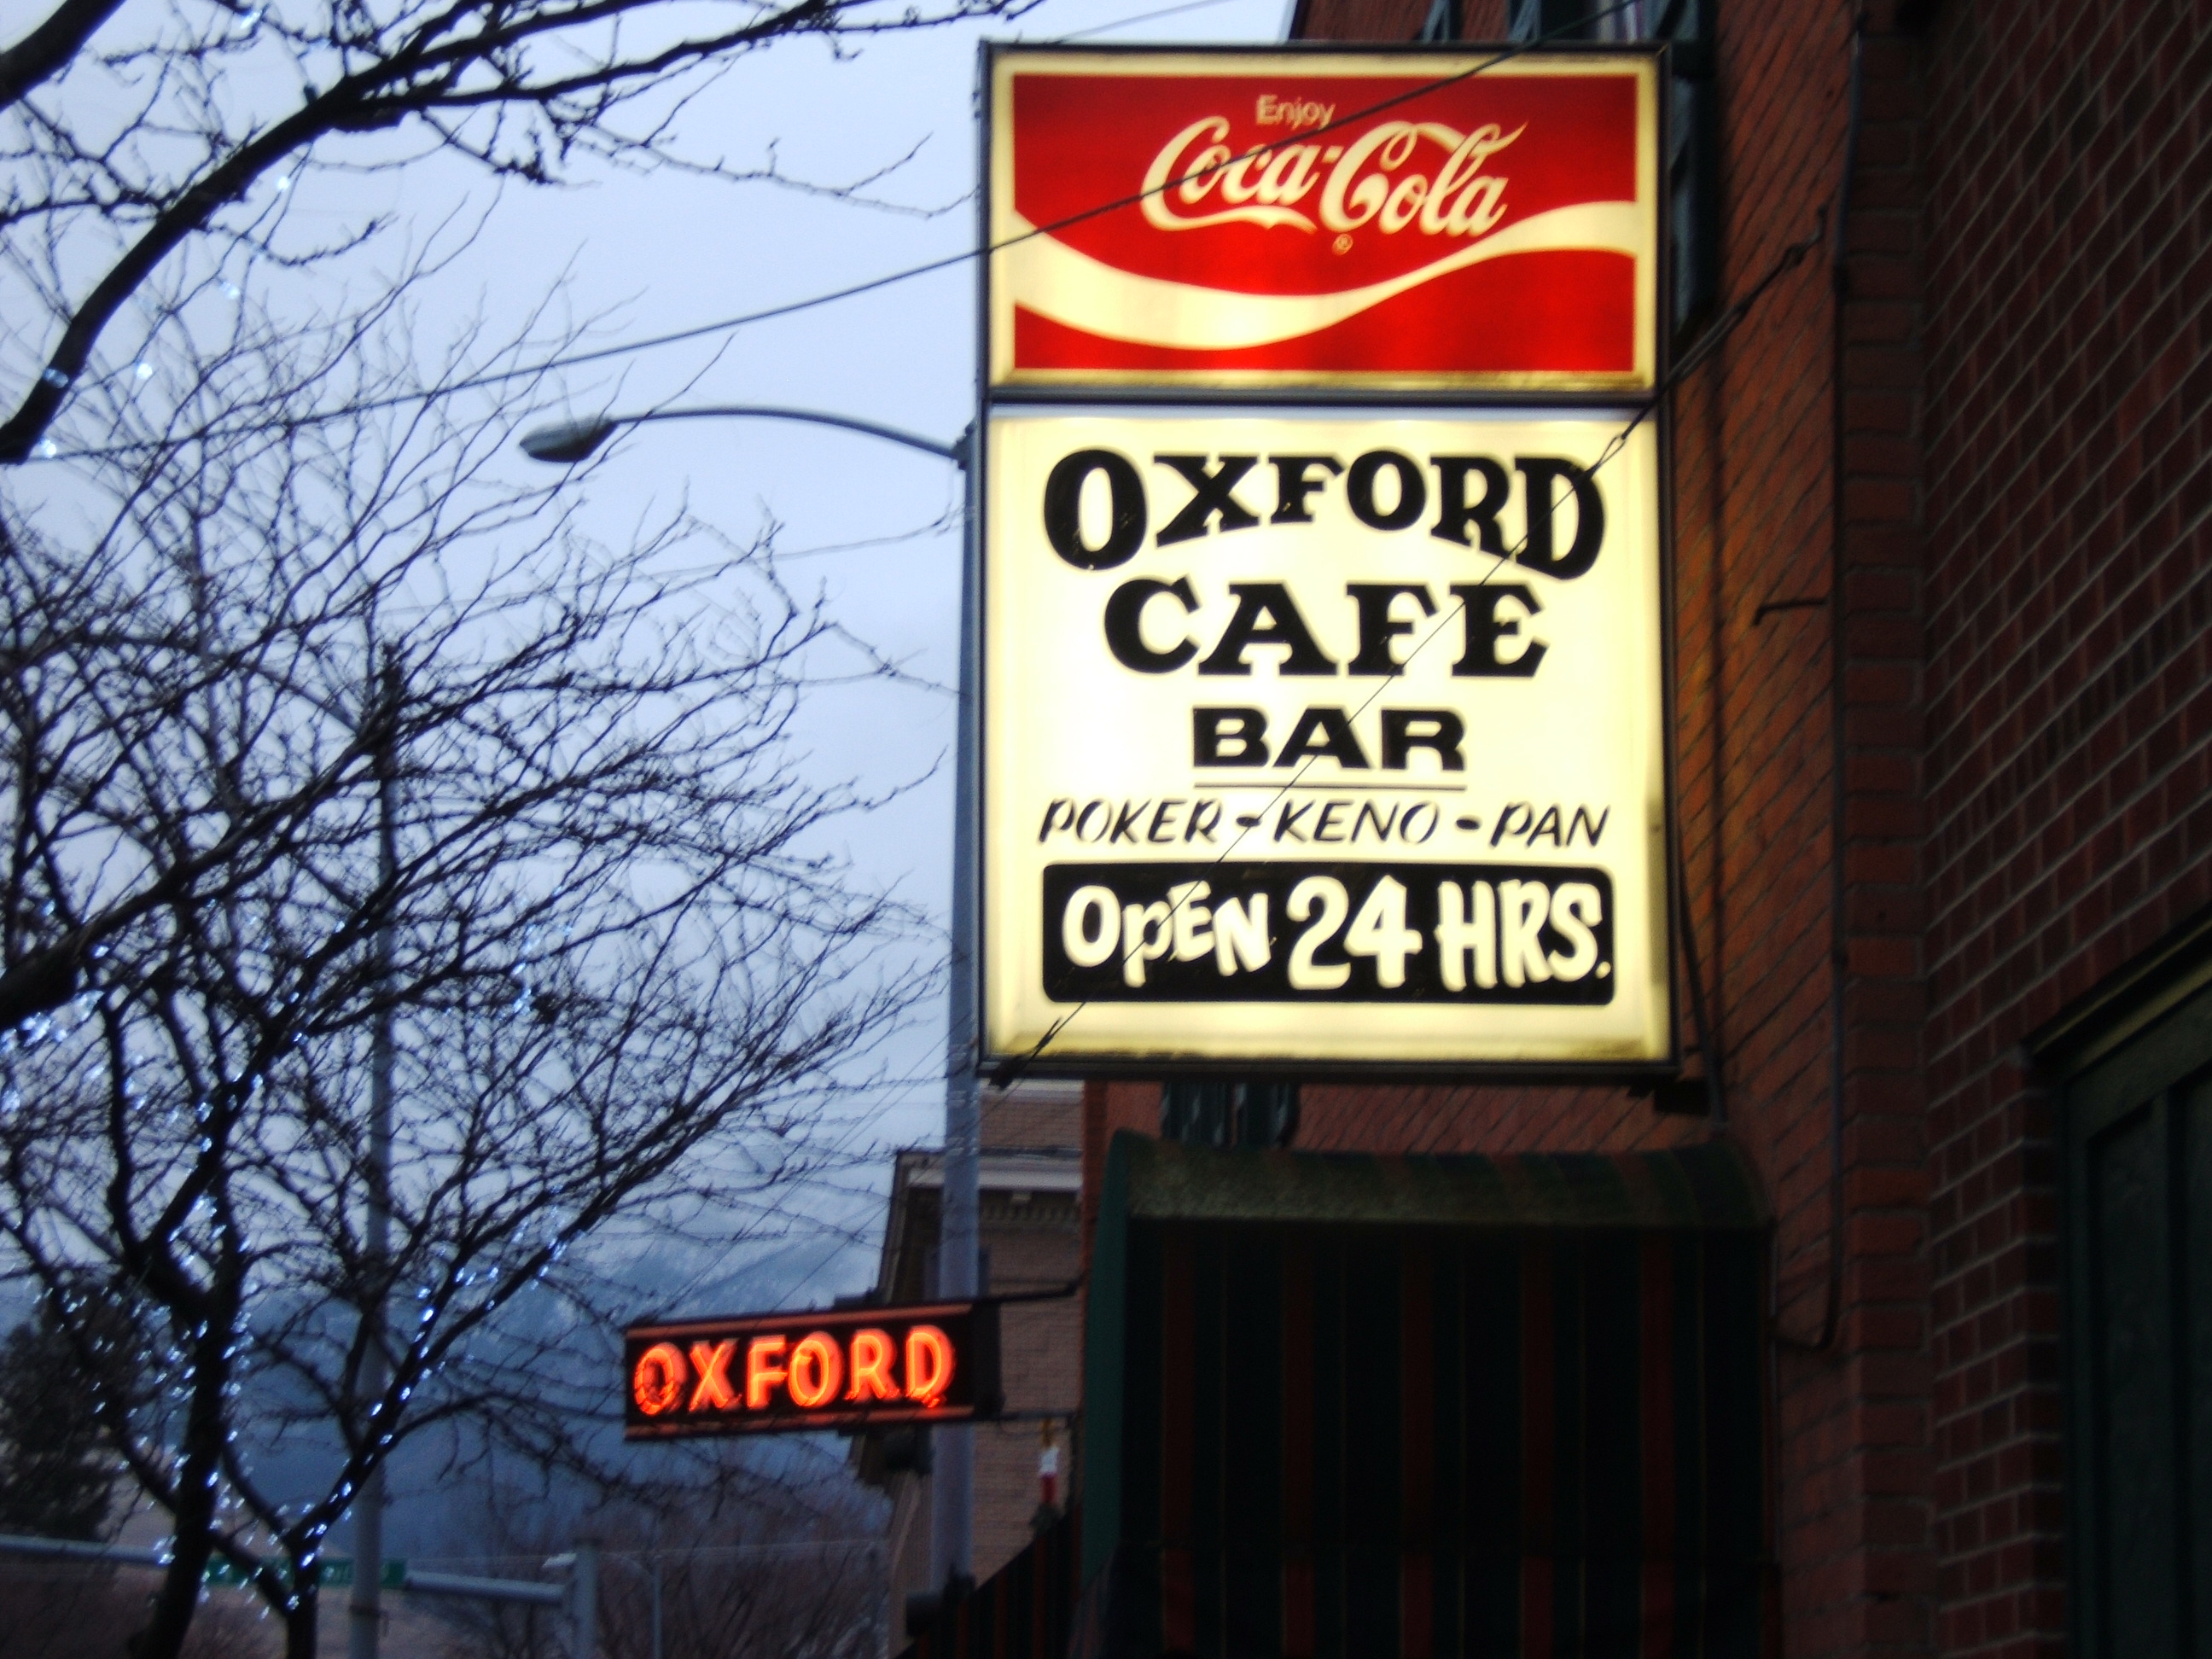 Enjoy
Coca-Cola
®
OXFORD
CAFE
BAR
POKER - KENO - PAN
OPEN 24 HRS.
OXFORD